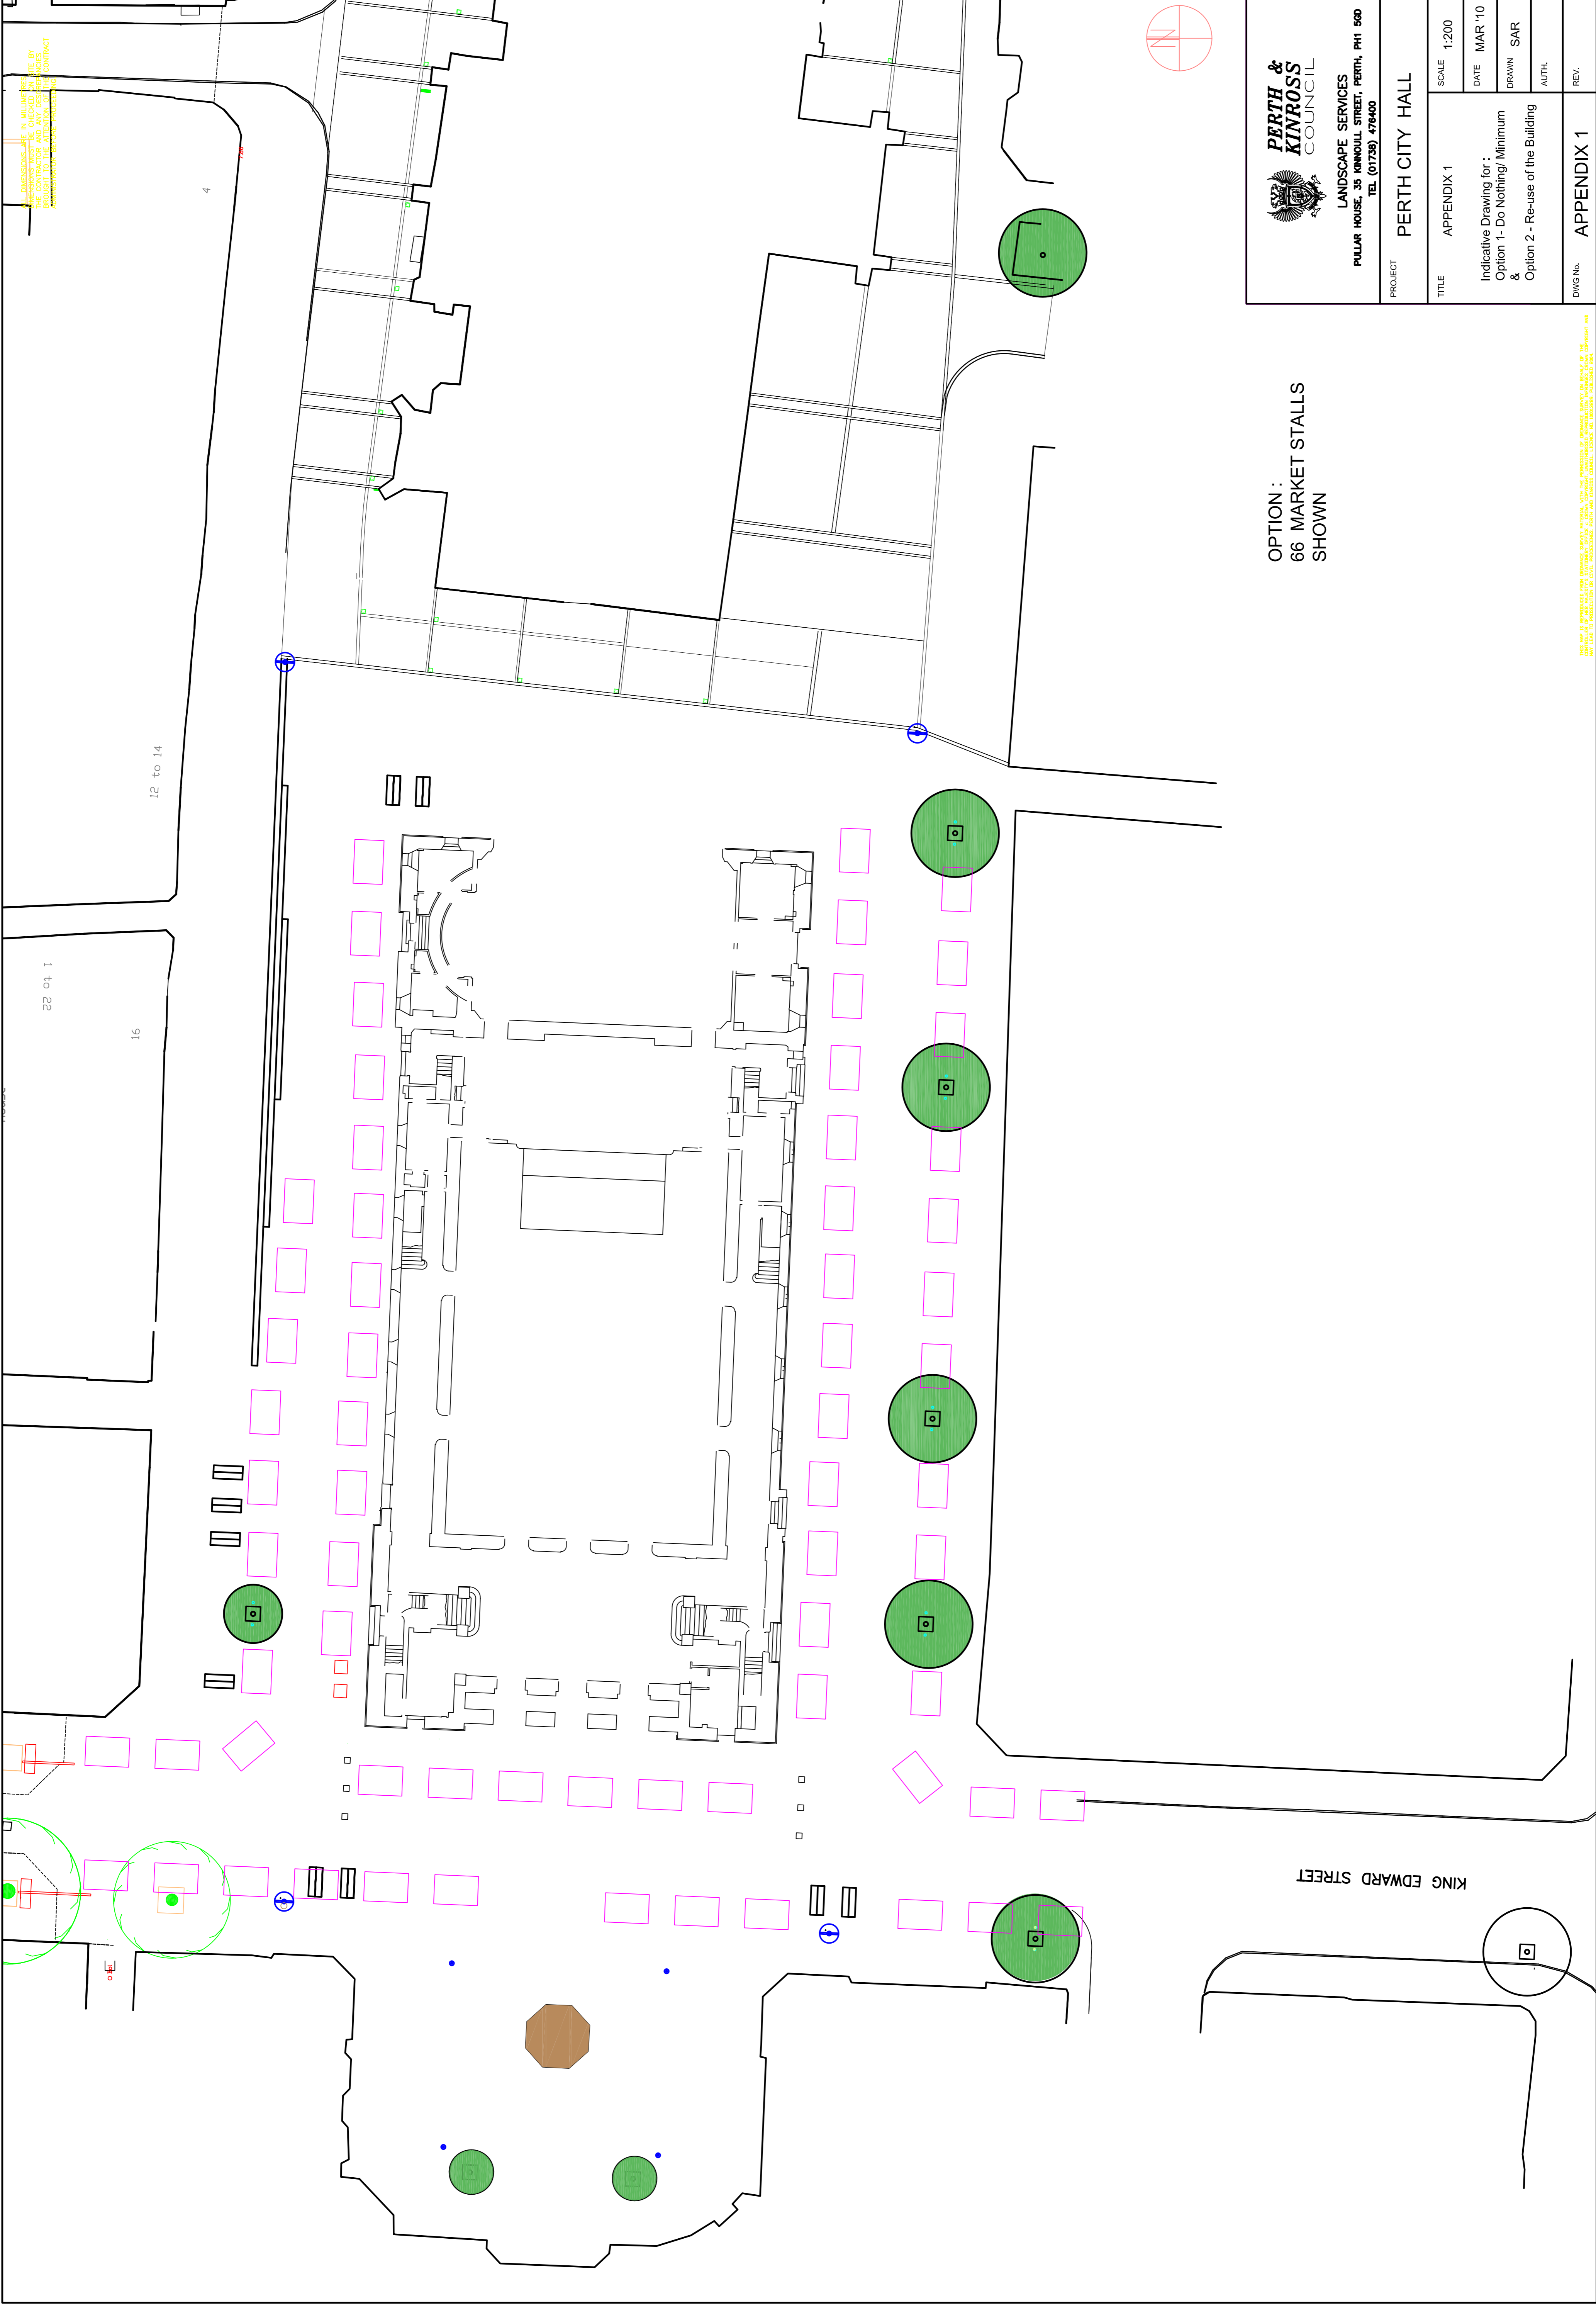 PERTH &
KINROSS
COUNCIL
LANDSCAPE SERVICES
PULLAR HOUSE, 35 KINNOULL STREET, PERTH, PH1 5GD
TEL (01738) 476400
PROJECT
PERTH CITY HALL
TITLE
APPENDIX 1
Indicative Drawing for :
Option 1- Do Nothing/ Minimum
&
Option 2 - Re-use of the Building
SCALE 1:200
DATE MAR '10
DRAWN SAR
AUTH.
DWG No.
APPENDIX 1
REV.
OPTION :
66 MARKET STALLS
SHOWN
KING EDWARD STREET
4
12 to 14
22 to 1
16
N